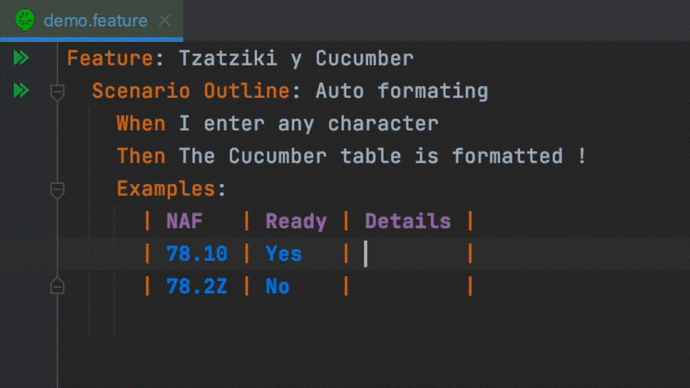 demo.feature
Feature: Tzatziki y Cucumber
Scenario Outline: Auto formating
When I enter any character
Then The Cucumber table is formatted !
Examples:
| NAF | Ready | Details |
| 78.10 | Yes | |
| 78.2Z | No | |